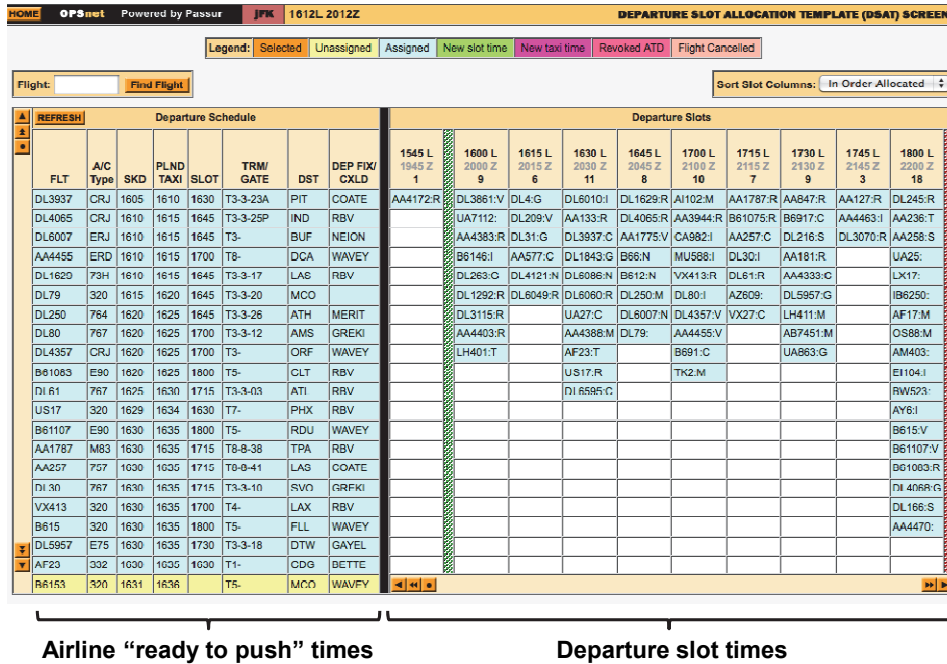 HOME OPSnet Powered by Passur JFK 1612L 2012Z DEPARTURE SLOT ALLOCATION TEMPLATE (DSAT) SCREEN
Legend: Selected Unassigned Assigned New slot time New taxi time Revoked ATD Flight Cancelled
Flight: Find Flight Sort Slot Columns: In Order Allocated
REFRESH Departure Schedule Departure Slots
FLT A/C Type SKD PLND TAXI SLOT TRM/ GATE DST DEP FIX/ CXLD
1545 L 1600 L 1615 L 1630 L 1645 L 1700 L 1715 L 1730 L 1745 L 1800 L
1945 Z 2000 Z 2015 Z 2030 Z 2045 Z 2100 Z 2115 Z 2130 Z 2145 Z 2200 Z
1 9 6 11 8 10 7 9 3 18
DL3937 CRJ 1605 1610 1630 T3-3-23A PIT COATE AA4172:R DL3861:V DL4:G DL6010:I DL1629:R AI102:M AA1787:R AA847:R AA127:R DL245:R
DL4065 CRJ 1610 1615 1645 T3-3-25P IND RBV UA7112: DL209:V AA133:R DL4065:R AA3944:R B61075:R B6917:C AA4463:I AA236:T
DL6007 ERJ 1610 1615 1645 T3- BUF NEION AA4383:R DL31:G DL3937:C AA1775:V CA982:I AA257:C DL216:S DL3070:R AA258:S
AA4455 ERD 1610 1615 1700 T8- DCA WAVEY B6146:I AA577:C DL1843:G B66:N MU588:I DL30:I AA181:R UA25:
DL1629 73H 1610 1615 1645 T3-3-17 LAS RBV DL263:G DL4121:N DL6086:N B612:N VX413:R DL61:R AA4333:C LX17:
DL79 320 1615 1620 1645 T3-3-20 MCO DL1292:R DL6049:R DL6060:R DL250:M DL80:I AZ609: DL5957:G IB6250:
DL250 764 1620 1625 1645 T3-3-26 ATH MERIT DL3115:R UA27:C DL6007:N DL4357:V VX27:C LH411:M AF17:M
DL80 767 1620 1625 1700 T3-3-12 AMS GREKI AA4403:R AA4388:M DL79: AA4455:V AB7451:M OS88:M
DL4357 CRJ 1620 1625 1700 T3- ORF WAVEY LH401:T AF23:T B691:C UA863:G AM403:
B61083 E90 1620 1625 1800 T5- CLT RBV US17:R TK2:M EI104:I
DL61 767 1625 1630 1715 T3-3-03 ATL RBV DL6595:C BW523:
US17 320 1629 1634 1630 T7- PHX RBV AY6:I
B61107 E90 1630 1635 1800 T5- RDU WAVEY B615:V
AA1787 M83 1630 1635 1715 T8-8-38 TPA RBV B61107:V
AA257 757 1630 1635 1715 T8-8-41 LAS COATE B61083:R
DL30 767 1630 1635 1715 T3-3-10 SVO GREKI DL4068:G
VX413 320 1630 1635 1700 T4- LAX RBV DL166:S
B615 320 1630 1635 1800 T5- FLL WAVEY AA4470:
DL5957 E75 1630 1635 1730 T3-3-18 DTW GAYEL
AF23 332 1630 1635 1630 T1- CDG BETTE
B6153 320 1631 1636 T5- MCO WAVEY
Airline “ready to push” times Departure slot times